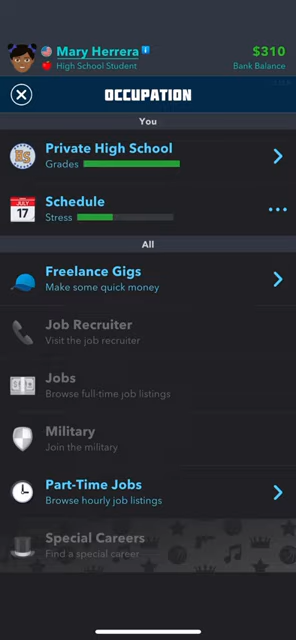 Mary Herrera
$310
High School Student
Bank Balance
OCCUPATION
You
Private High School
Grades
JULY
17
Schedule
Stress
All
Freelance Gigs
Make some quick money
Job Recruiter
Visit the job recruiter
Jobs
Browse full-time job listings
Military
Join the military
Part-Time Jobs
Browse hourly job listings
Special Careers
Find a special career